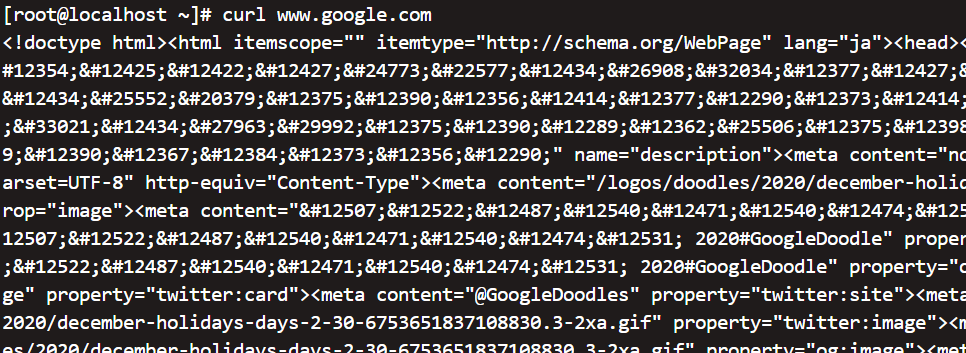 [root@localhost ~]# curl www.google.com
<!doctype html><html itemscope="" itemtype="http://schema.org/WebPage" lang="ja"><head><
#12354;&#12425;&#12422;&#12427;&#24773;&#22577;&#12434;&#26908;&#32034;&#12377;&#12427;&
&#12434;&#25552;&#20379;&#12375;&#12390;&#12356;&#12414;&#12377;&#12290;&#12373;&#12414;
;&#33021;&#12434;&#27963;&#29992;&#12375;&#12390;&#12289;&#12362;&#25506;&#12375;&#12398
9;&#12390;&#12367;&#12384;&#12373;&#12356;&#12290;" name="description"><meta content="no
arset=UTF-8" http-equiv="Content-Type"><meta content="/logos/doodles/2020/december-holid
rop="image"><meta content="&#12507;&#12522;&#12487;&#12540;&#12471;&#12540;&#12474;&#125
12507;&#12522;&#12487;&#12540;&#12471;&#12540;&#12474;&#12531; 2020#GoogleDoodle" proper
;&#12522;&#12487;&#12540;&#12471;&#12540;&#12474;&#12531; 2020#GoogleDoodle" property="o
ge" property="twitter:card"><meta content="@GoogleDoodles" property="twitter:site"><meta
2020/december-holidays-days-2-30-6753651837108830.3-2xa.gif" property="twitter:image"><m
es/2020/december-holidays-days-2-30-6753651837108830.3-2xa.gif" property="og:image"><met